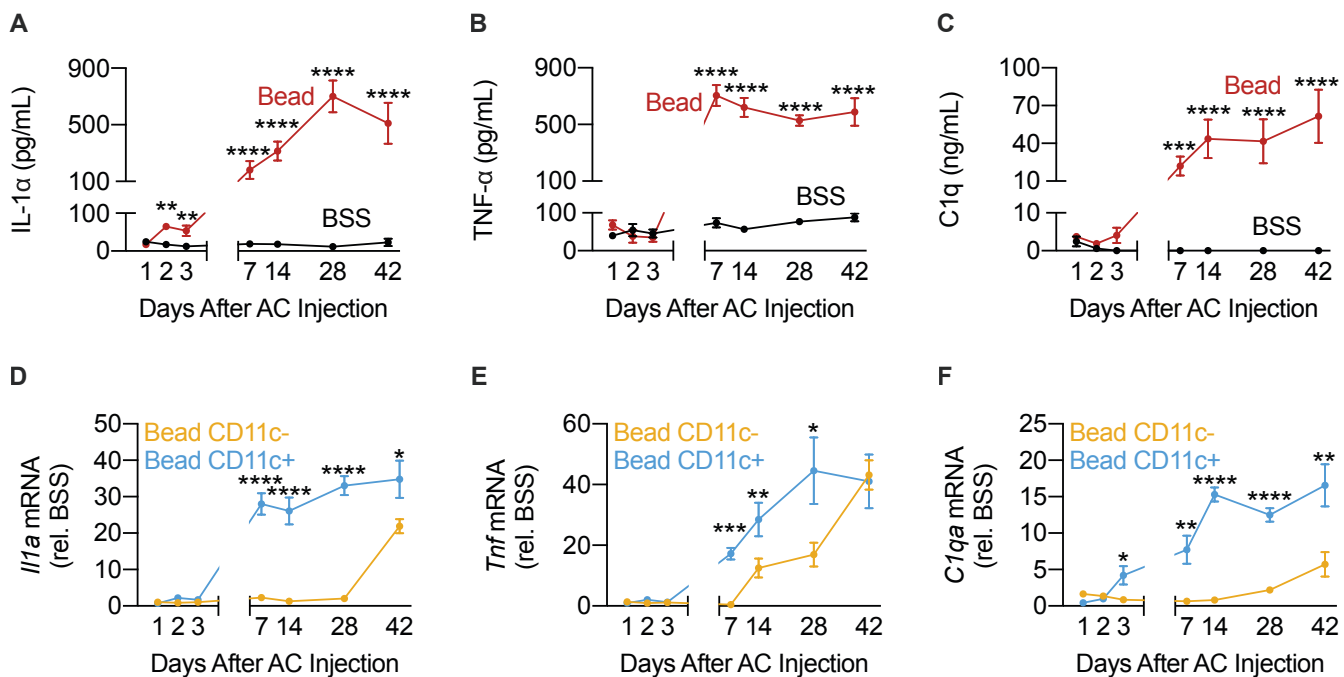 A
IL-1α (pg/mL)
900
500
100
100
0
Bead
BSS
**
**
****
****
****
****
1 2 3 7 14 28 42
Days After AC Injection
B
TNF-α (pg/mL)
900
500
100
100
0
Bead
BSS
****
****
****
****
1 2 3 7 14 28 42
Days After AC Injection
C
C1q (ng/mL)
100
70
40
10
10
0
Bead
BSS
***
****
****
****
1 2 3 7 14 28 42
Days After AC Injection
D
Il1a mRNA
(rel. BSS)
50
40
30
20
10
0
Bead CD11c-
Bead CD11c+
****
****
****
*
1 2 3 7 14 28 42
Days After AC Injection
E
Tnf mRNA
(rel. BSS)
60
40
20
0
Bead CD11c-
Bead CD11c+
***
**
*
1 2 3 7 14 28 42
Days After AC Injection
F
C1qa mRNA
(rel. BSS)
25
20
15
10
5
0
Bead CD11c-
Bead CD11c+
*
**
****
****
**
1 2 3 7 14 28 42
Days After AC Injection